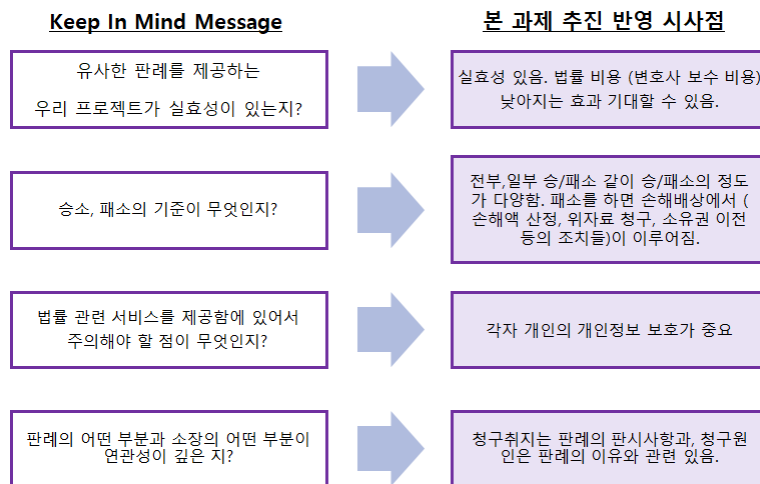 Keep In Mind Message
본 과제 추진 반영 시사점
유사한 판례를 제공하는
우리 프로젝트가 실효성이 있는지?
실효성 있음. 법률 비용 (변호사 보수 비용)
낮아지는 효과 기대할 수 있음.
승소, 패소의 기준이 무엇인지?
전부,일부 승/패소 같이 승/패소의 정도
가 다양함. 패소를 하면 손해배상에서 (
손해액 산정, 위자료 청구, 소유권 이전
등의 조치들)이 이루어짐.
법률 관련 서비스를 제공함에 있어서
주의해야 할 점이 무엇인지?
각자 개인의 개인정보 보호가 중요
판례의 어떤 부분과 소장의 어떤 부분이
연관성이 깊은 지?
청구취지는 판례의 판시사항과, 청구원
인은 판례의 이유와 관련 있음.